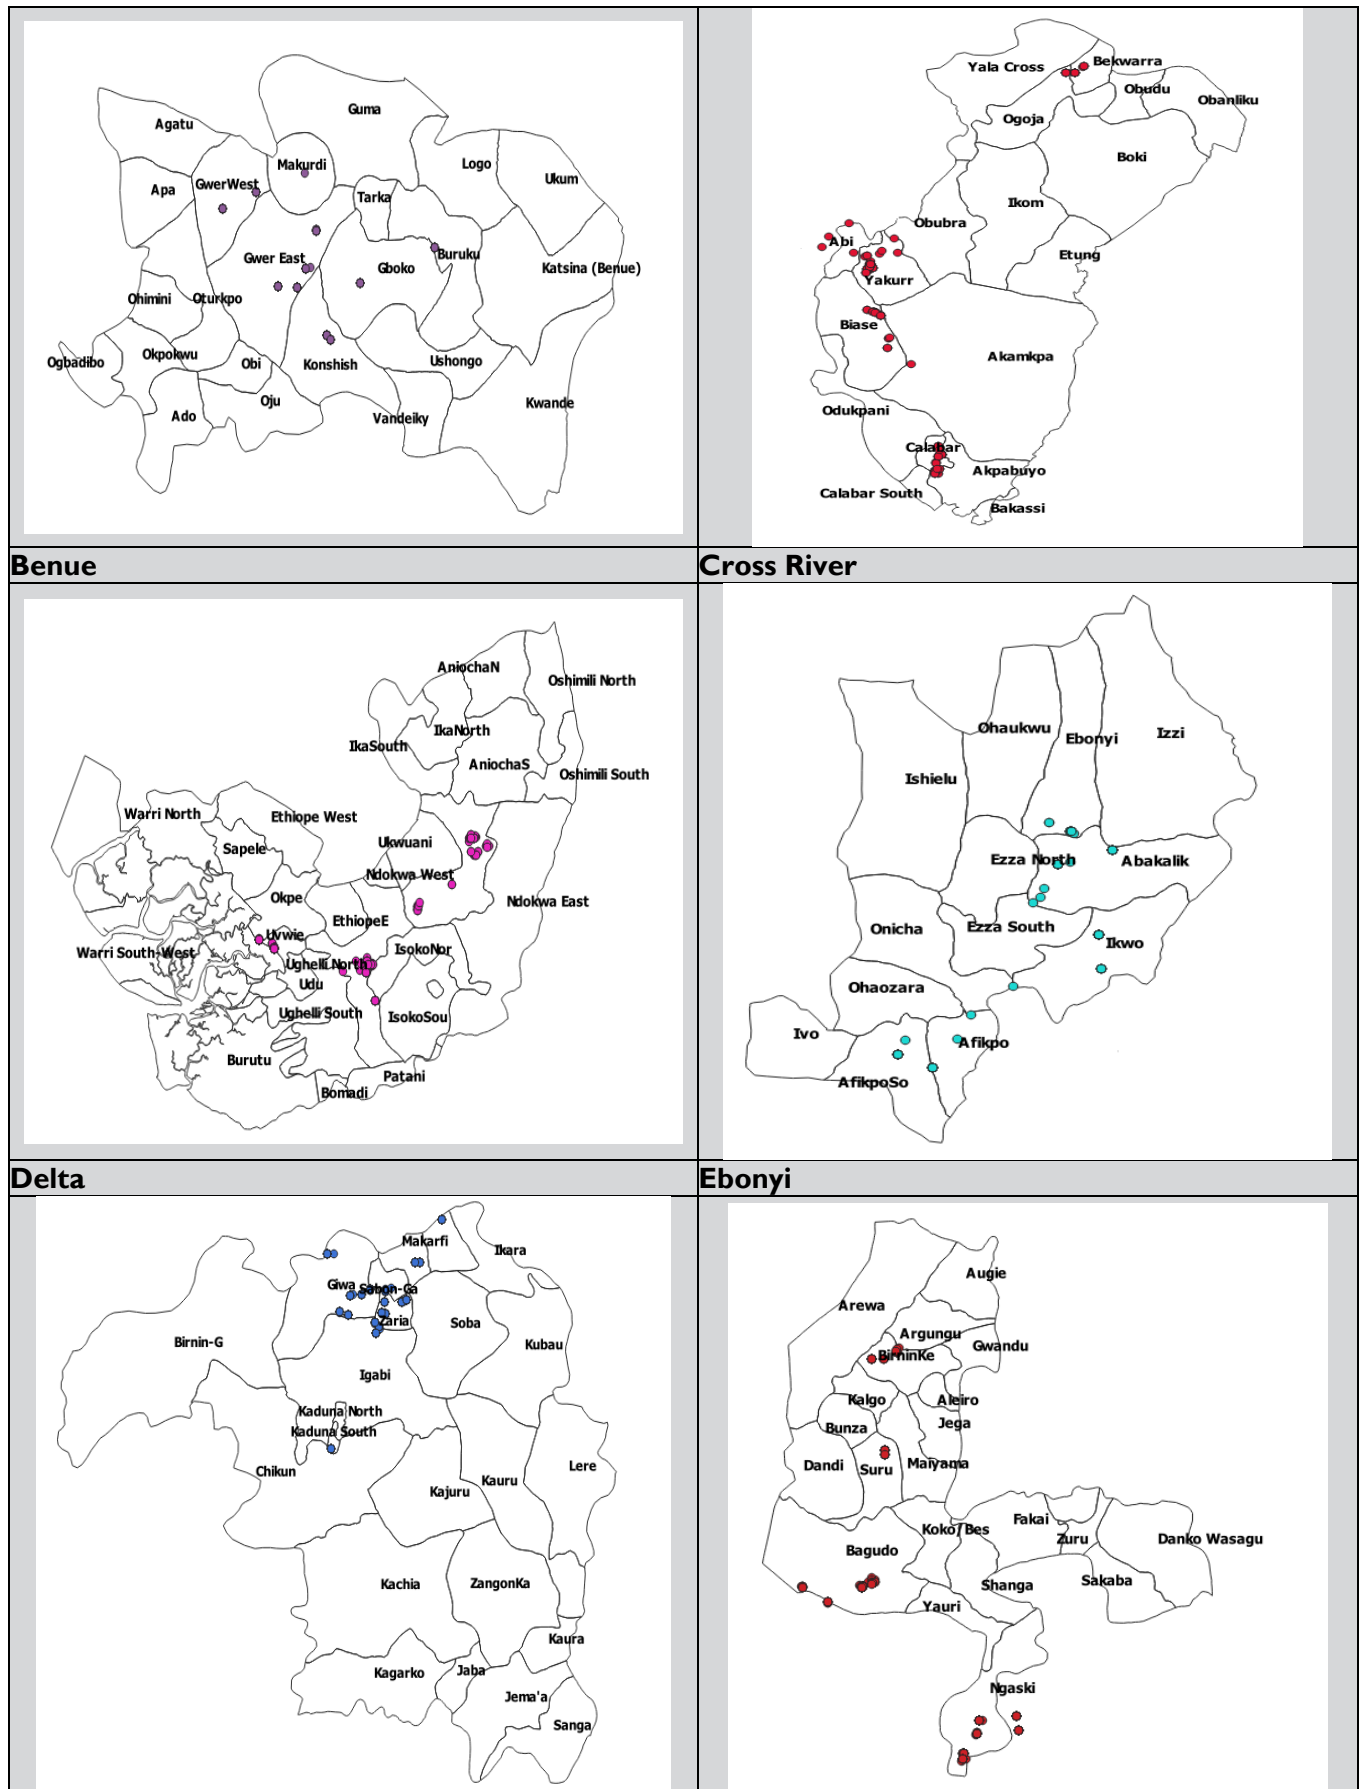 Guma
Agatu
Makurdi
Logo
Ukum
Apa
GwerWest
Tarka
Gwer East
Buruku
Gboko
Katsina (Benue)
Ohimini
Oturkpo
Okpokwu
Ogbadibo
Obi
Konshish
Ushongo
Oju
Kwande
Ado
Vandeiky
Yala Cross
Bekwarra
Obudu
Obanliku
Ogoja
Boki
Ikom
Obubra
Abi
Etung
Yakurr
Biase
Akamkpa
Odukpani
Calabar
Akpabuyo
Calabar South
Bakassi
Benue
Cross River
AniochaN
Oshimili North
IkaNorth
IkaSouth
AniochaS
Oshimili South
Warri North
Ethiope West
Ukwuani
Sapele
Ndokwa West
Okpe
Ndokwa East
EthiopeE
Uvwie
Warri South-West
IsokoNor
Ughelli North
Udu
Ughelli South
IsokoSou
Burutu
Patani
Bomadi
Ohaukwu
Ebonyi
Izzi
Ishielu
Ezza North
Abakalik
Onicha
Ezza South
Ikwo
Ohaozara
Ivo
Afikpo
AfikpoSo
Delta
Ebonyi
Makarfi
Ikara
Giwa
Sabon-Ga
Zaria
Soba
Birnin-G
Kubau
Igabi
Kaduna North
Kaduna South
Chikun
Lere
Kauru
Kajuru
Kachia
ZangonKa
Kaura
Kagarko
Jaba
Jema'a
Sanga
Augie
Arewa
Argungu
Gwandu
BirninKe
Kalgo
Aleiro
Jega
Bunza
Dandi
Suru
Maiyama
Fakai
Koko/Bes
Zuru
Danko Wasagu
Bagudo
Shanga
Sakaba
Yauri
Ngaski